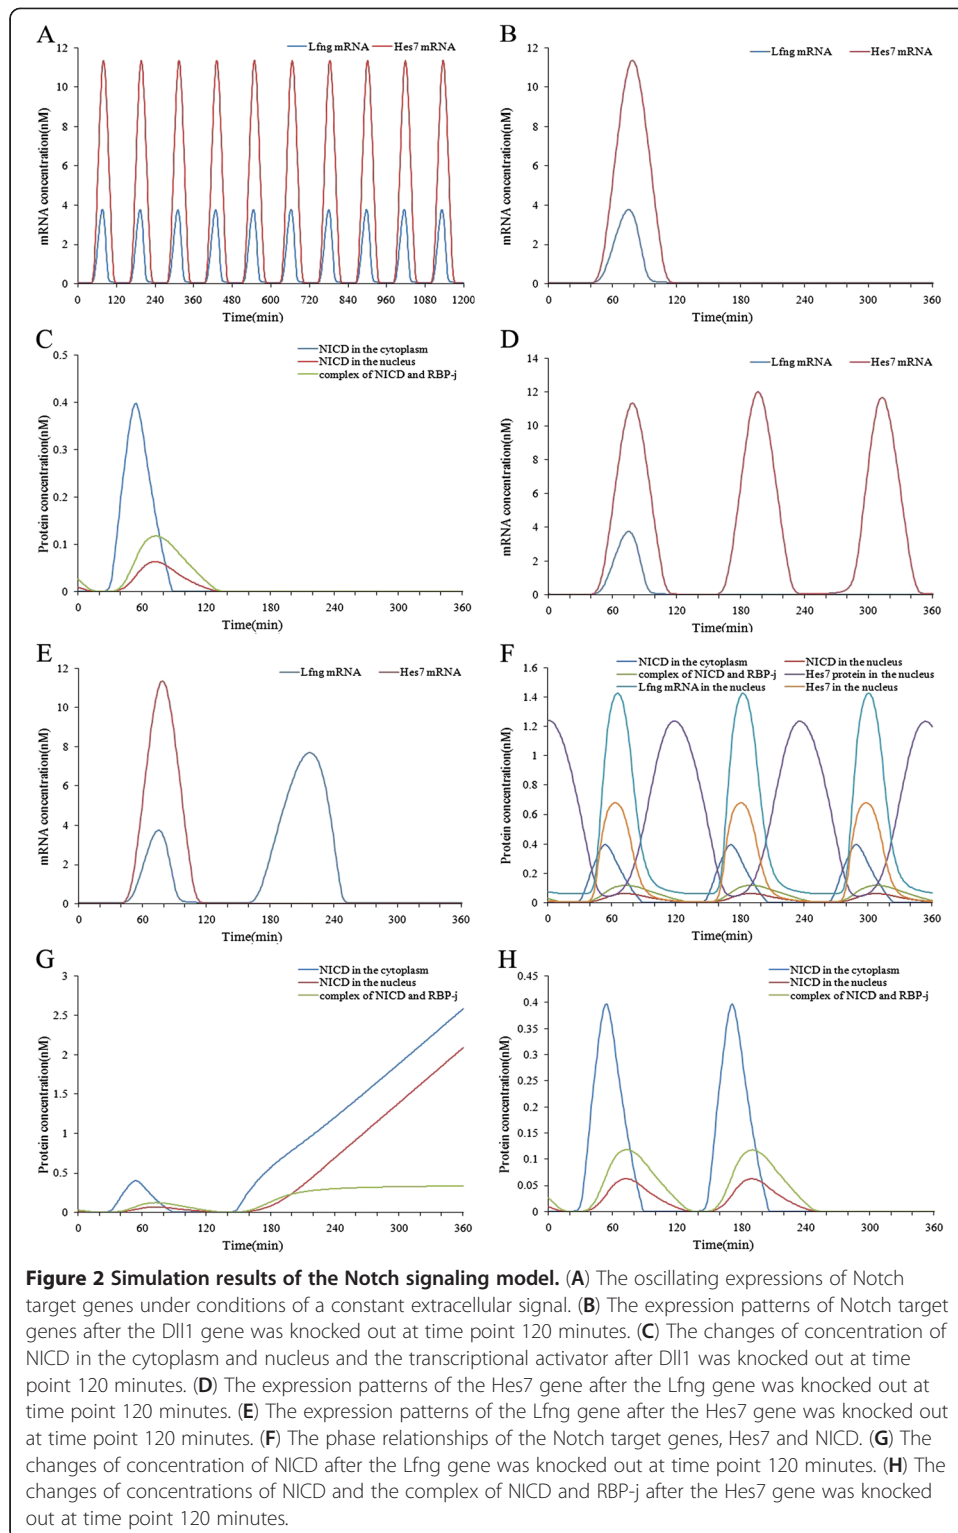 A
Lfng mRNA Hes7 mRNA
12
10
8
6
4
2
0
mRNA concentration(nM)
0 120 240 360 480 600 720 840 960 1080 1200
Time(min)
B
Lfng mRNA Hes7 mRNA
12
10
8
6
4
2
0
mRNA concentration(nM)
0 60 120 180 240 300 360
Time(min)
C
NICD in the cytoplasm
NICD in the nucleus
complex of NICD and RBP-j
0.5
0.4
0.3
0.2
0.1
0
Protein concentration(nM)
0 60 120 180 240 300 360
Time(min)
D
Lfng mRNA Hes7 mRNA
14
12
10
8
6
4
2
0
mRNA concentration(nM)
0 60 120 180 240 300 360
Time(min)
E
Lfng mRNA Hes7 mRNA
12
10
8
6
4
2
0
mRNA concentration(nM)
0 60 120 180 240 300 360
Time(min)
F
NICD in the cytoplasm NICD in the nucleus
complex of NICD and RBP-j Hes7 protein in the nucleus
Lfng mRNA in the nucleus Hes7 in the nucleus
1.6
1.4
1.2
1
0.8
0.6
0.4
0.2
0
Protein concentration(nM)
0 60 120 180 240 300 360
Time(min)
G
NICD in the cytoplasm
NICD in the nucleus
complex of NICD and RBP-j
3
2.5
2
1.5
1
0.5
0
Protein concentration(nM)
0 60 120 180 240 300 360
Time(min)
H
NICD in the cytoplasm
NICD in the nucleus
complex of NICD and RBP-j
0.45
0.4
0.35
0.3
0.25
0.2
0.15
0.1
0.05
0
Protein concentration(nM)
0 60 120 180 240 300 360
Time(min)
Figure 2 Simulation results of the Notch signaling model. (A) The oscillating expressions of Notch
target genes under conditions of a constant extracellular signal. (B) The expression patterns of Notch target
genes after the Dll1 gene was knocked out at time point 120 minutes. (C) The changes of concentration of
NICD in the cytoplasm and nucleus and the transcriptional activator after Dll1 was knocked out at time
point 120 minutes. (D) The expression patterns of the Hes7 gene after the Lfng gene was knocked out at
time point 120 minutes. (E) The expression patterns of the Lfng gene after the Hes7 gene was knocked out
at time point 120 minutes. (F) The phase relationships of the Notch target genes, Hes7 and NICD. (G) The
changes of concentration of NICD after the Lfng gene was knocked out at time point 120 minutes. (H) The
changes of concentrations of NICD and the complex of NICD and RBP-j after the Hes7 gene was knocked
out at time point 120 minutes.